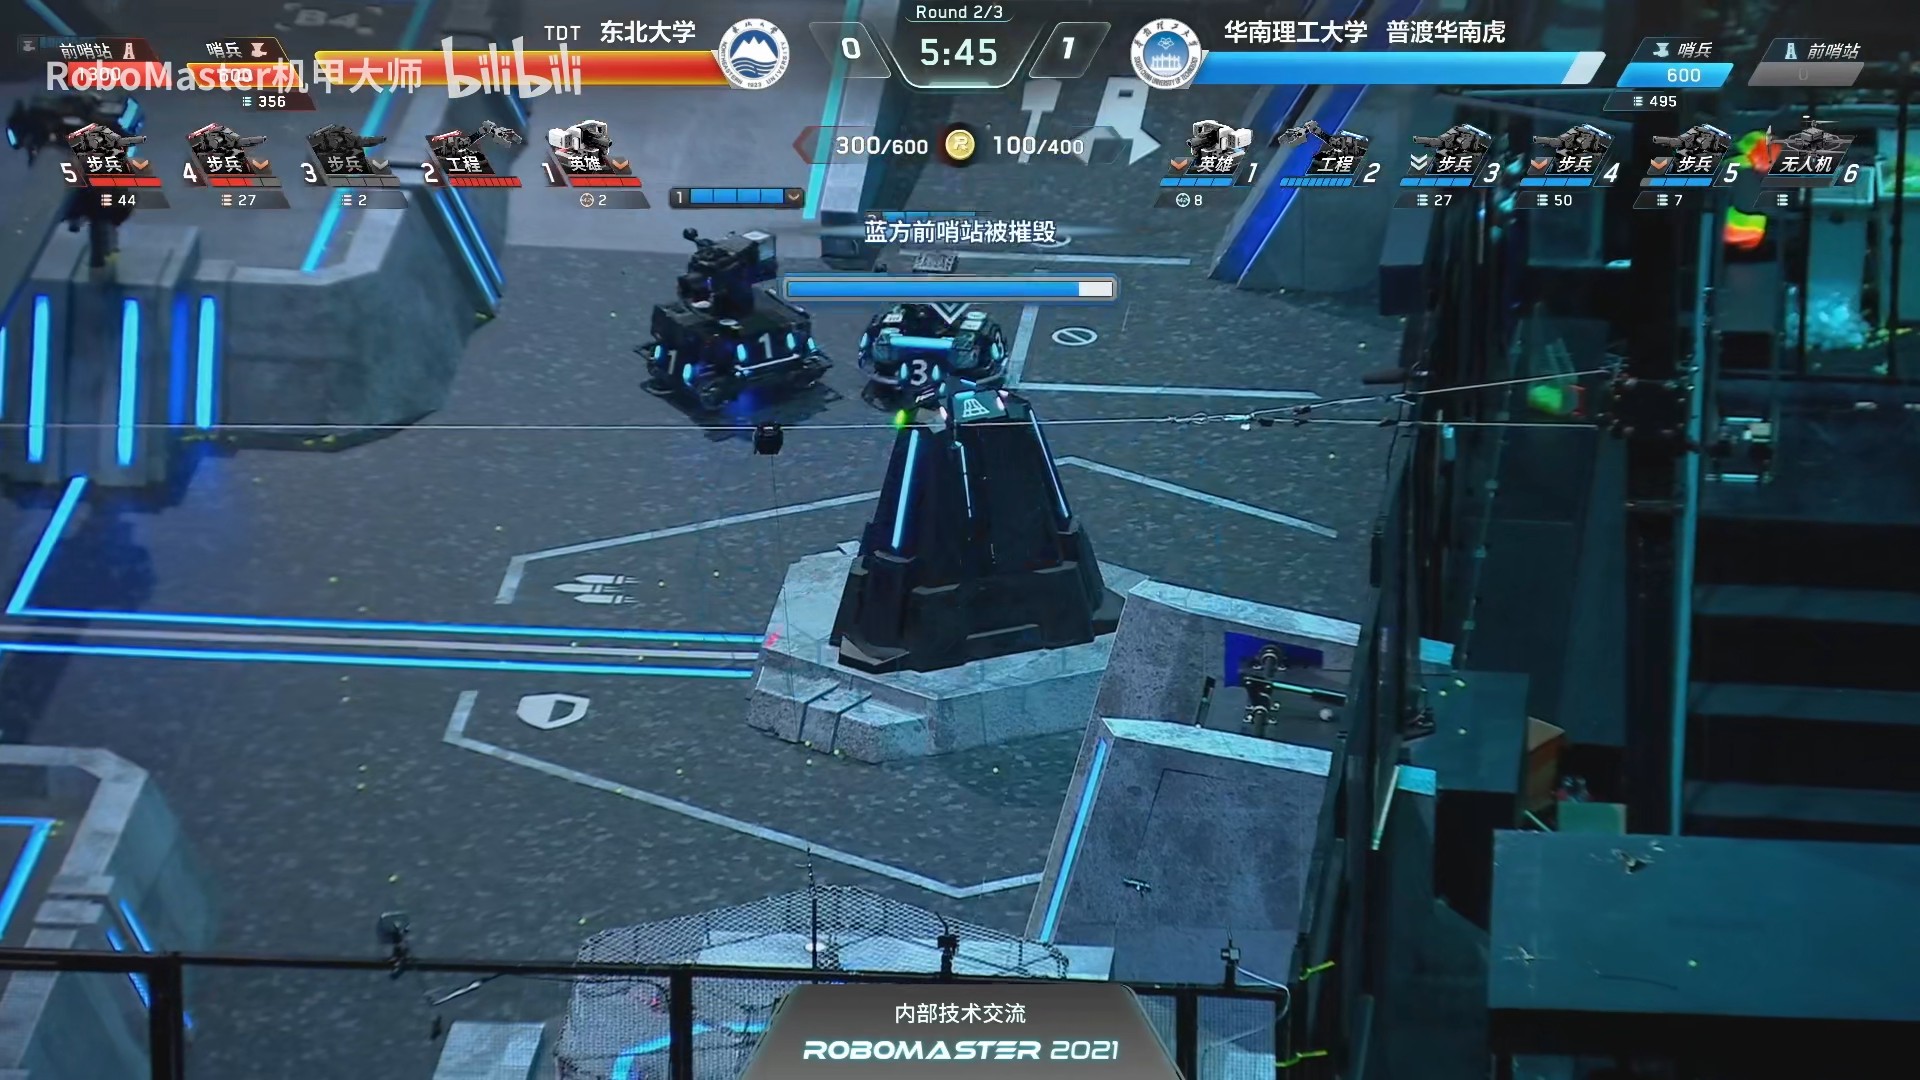 Round 2/3
TDT 东北大学
0
5:45
1
华南理工大学 普渡华南虎
前哨站
1300
哨兵
600
356
哨兵
600
495
前哨站
0
RoboMaster机甲大师 bilibili
5 步兵
44
4 步兵
27
3 步兵
2
2 工程
1 英雄
2
300/600
100/400
英雄 1
8
工程 2
步兵 3
27
步兵 4
50
步兵 5
7
无人机 6
1
蓝方前哨站被摧毁
1
1
3
内部技术交流
ROBOMASTER 2021